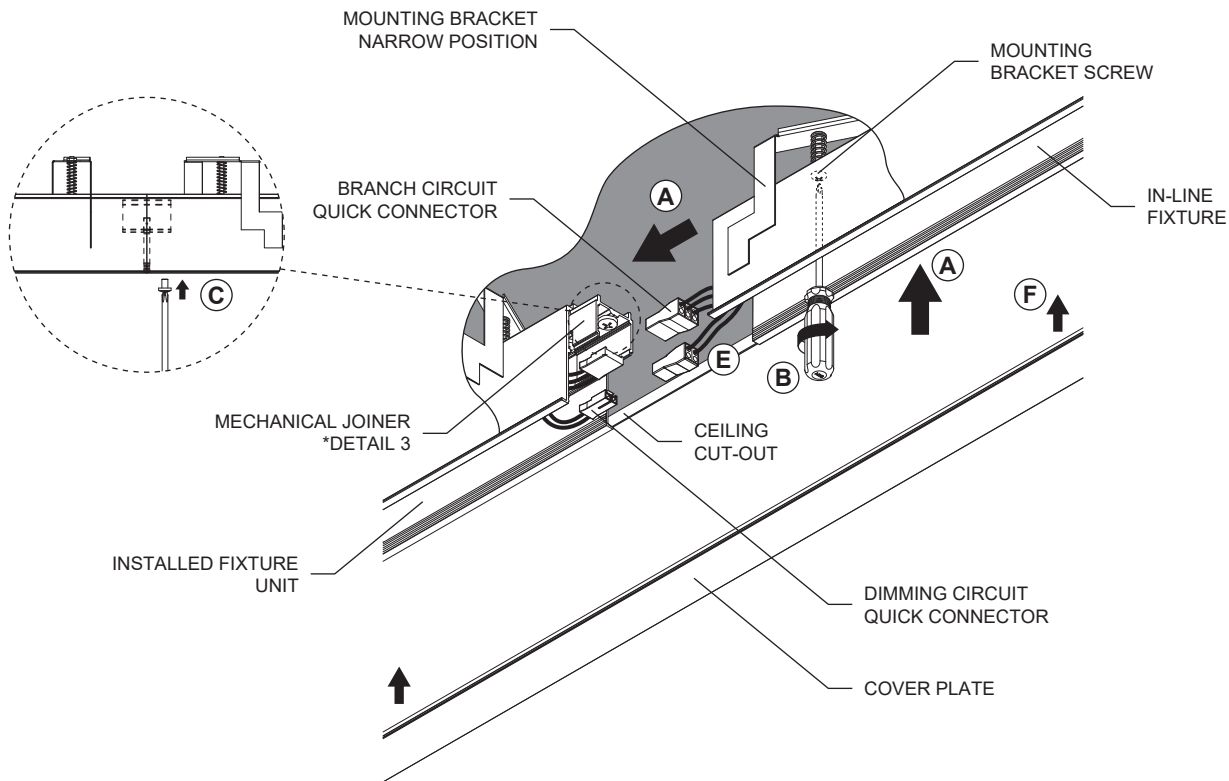 MOUNTING BRACKET
NARROW POSITION
MOUNTING
BRACKET SCREW
BRANCH CIRCUIT
QUICK CONNECTOR
A
IN-LINE
FIXTURE
A
C
F
E
B
MECHANICAL JOINER
*DETAIL 3
CEILING
CUT-OUT
INSTALLED FIXTURE
UNIT
DIMMING CIRCUIT
QUICK CONNECTOR
COVER PLATE